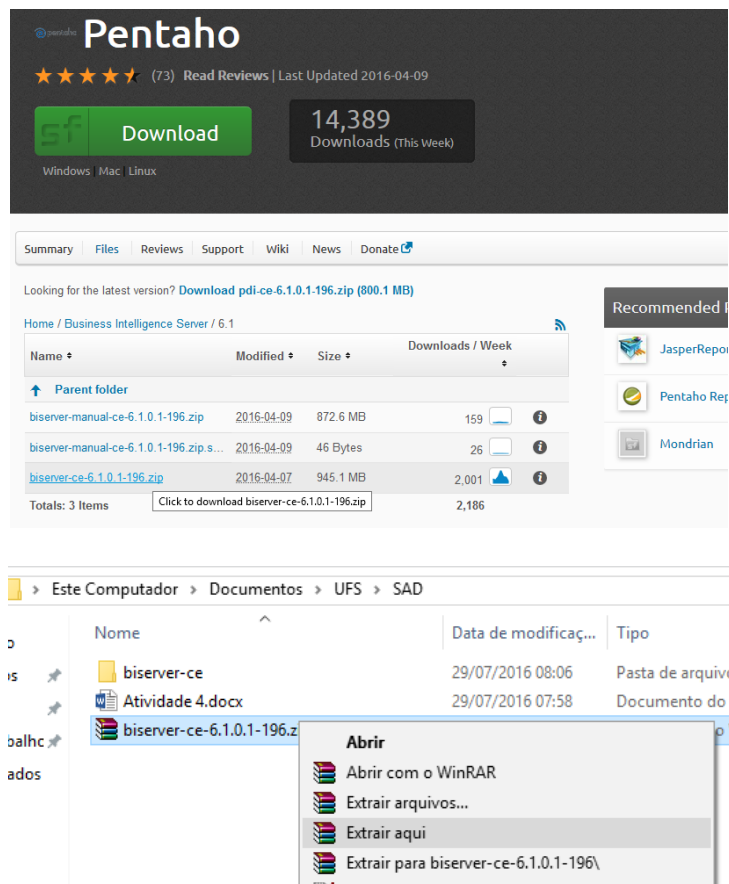 pentaho Pentaho
(73) Read Reviews | Last Updated 2016-04-09
sf Download
14,389
Downloads (This Week)
Windows | Mac | Linux
Summary Files Reviews Support Wiki News Donate
Looking for the latest version? Download pdi-ce-6.1.0.1-196.zip (800.1 MB)
Recommended
Home / Business Intelligence Server / 6.1
Name Modified Size Downloads / Week
JasperRepor
Parent folder
biserver-manual-ce-6.1.0.1-196.zip 2016-04-09 872.6 MB 159
Pentaho Rep
biserver-manual-ce-6.1.0.1-196.zip.s... 2016-04-09 46 Bytes 26
Mondrian
biserver-ce-6.1.0.1-196.zip 2016-04-07 945.1 MB 2,001
Totals: 3 Items 2,186
Click to download biserver-ce-6.1.0.1-196.zip
> Este Computador > Documentos > UFS > SAD
Nome Data de modificaç... Tipo
biserver-ce 29/07/2016 08:06 Pasta de arquiv
Atividade 4.docx 29/07/2016 07:58 Documento do
biserver-ce-6.1.0.1-196.z
balhc
ados
Abrir
Abrir com o WinRAR
Extrair arquivos...
Extrair aqui
Extrair para biserver-ce-6.1.0.1-196\